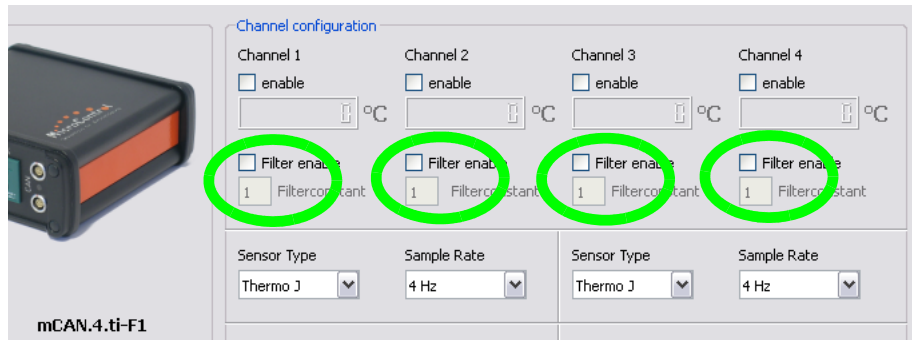 Channel configuration
Channel 1 Channel 2 Channel 3 Channel 4
enable enable enable enable
°C °C °C °C
Filter enable Filter enable Filter enable Filter enable
1 Filterconstant 1 Filterconstant 1 Filterconstant 1 Filterconstant
Sensor Type Sample Rate Sensor Type Sample Rate
Thermo J 4 Hz Thermo J 4 Hz
MicroControl
CAN
mCAN.4.ti-F1